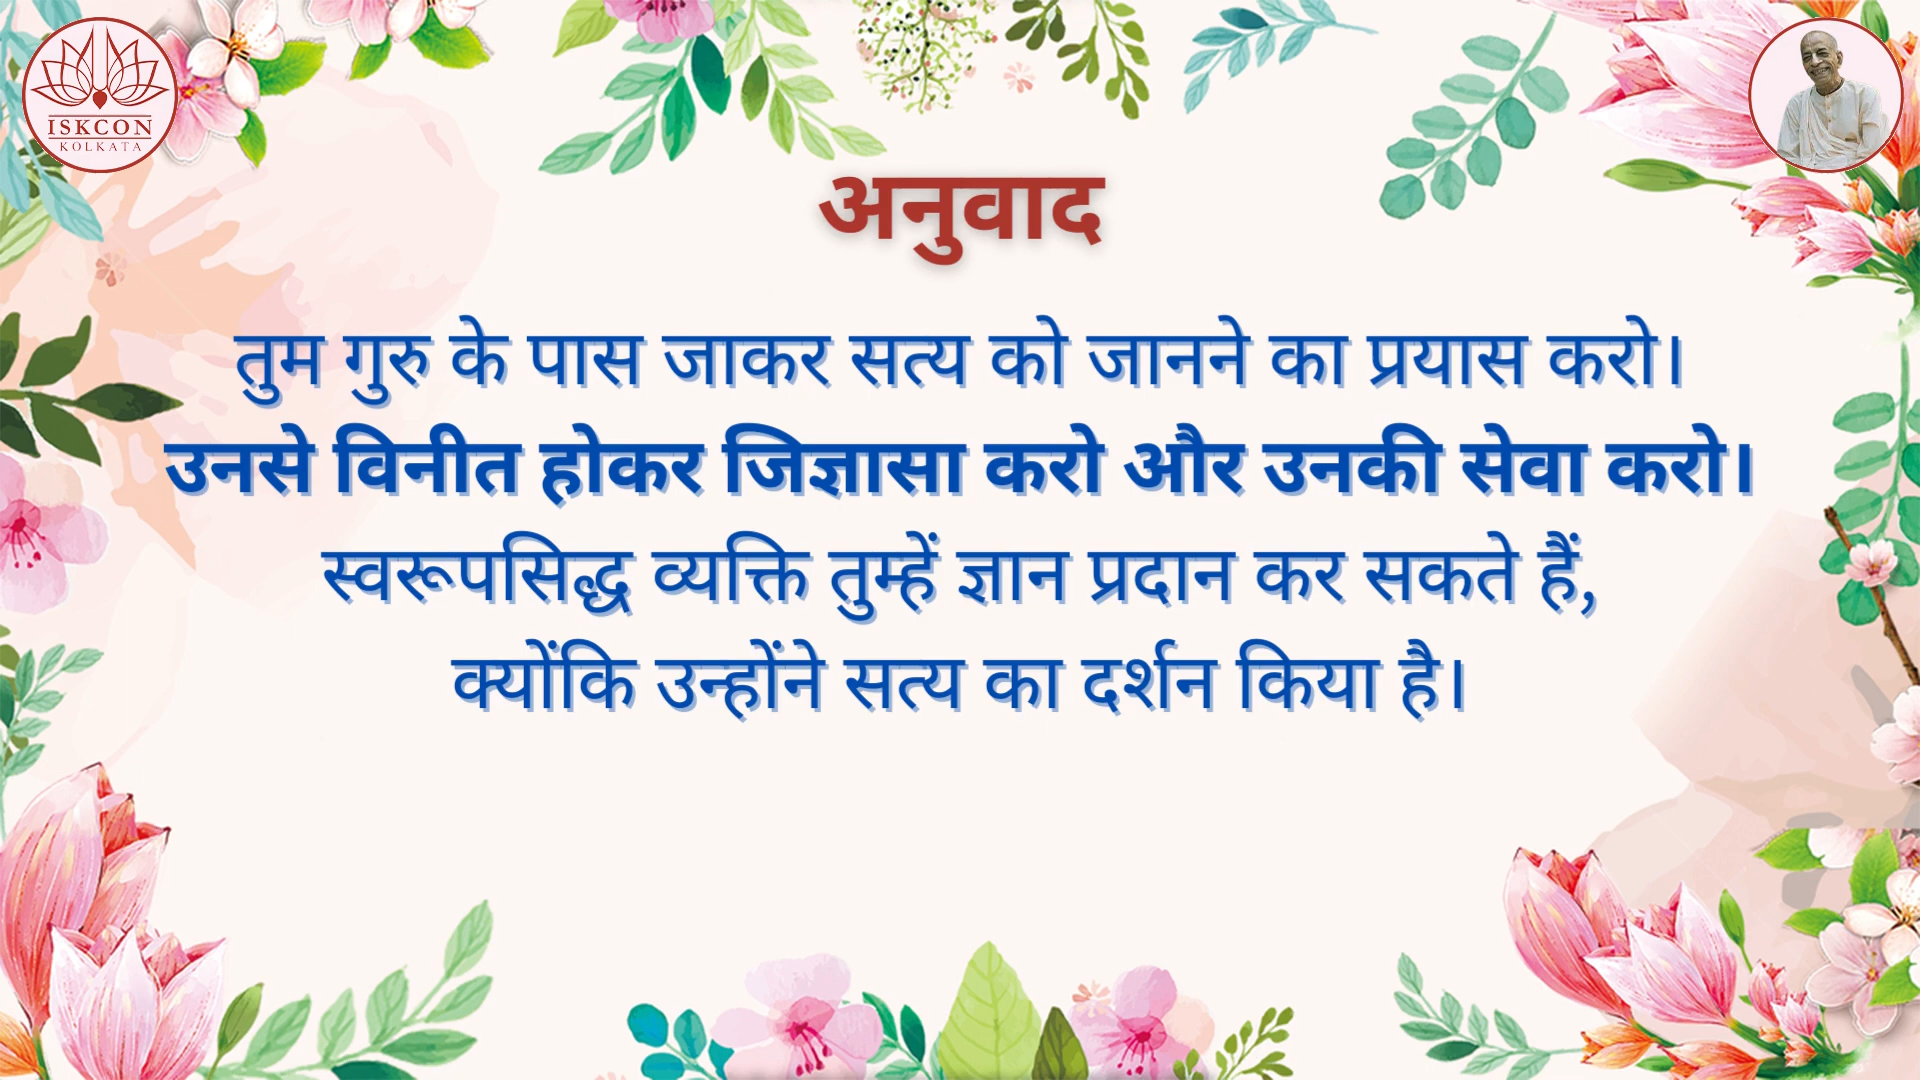 ISKCON
KOLKATA
अनुवाद
तुम गुरु के पास जाकर सत्य को जानने का प्रयास करो।
उनसे विनीत होकर जिज्ञासा करो और उनकी सेवा करो।
स्वरूपसिद्ध व्यक्ति तुम्हें ज्ञान प्रदान कर सकते हैं,
क्योंकि उन्होंने सत्य का दर्शन किया है।